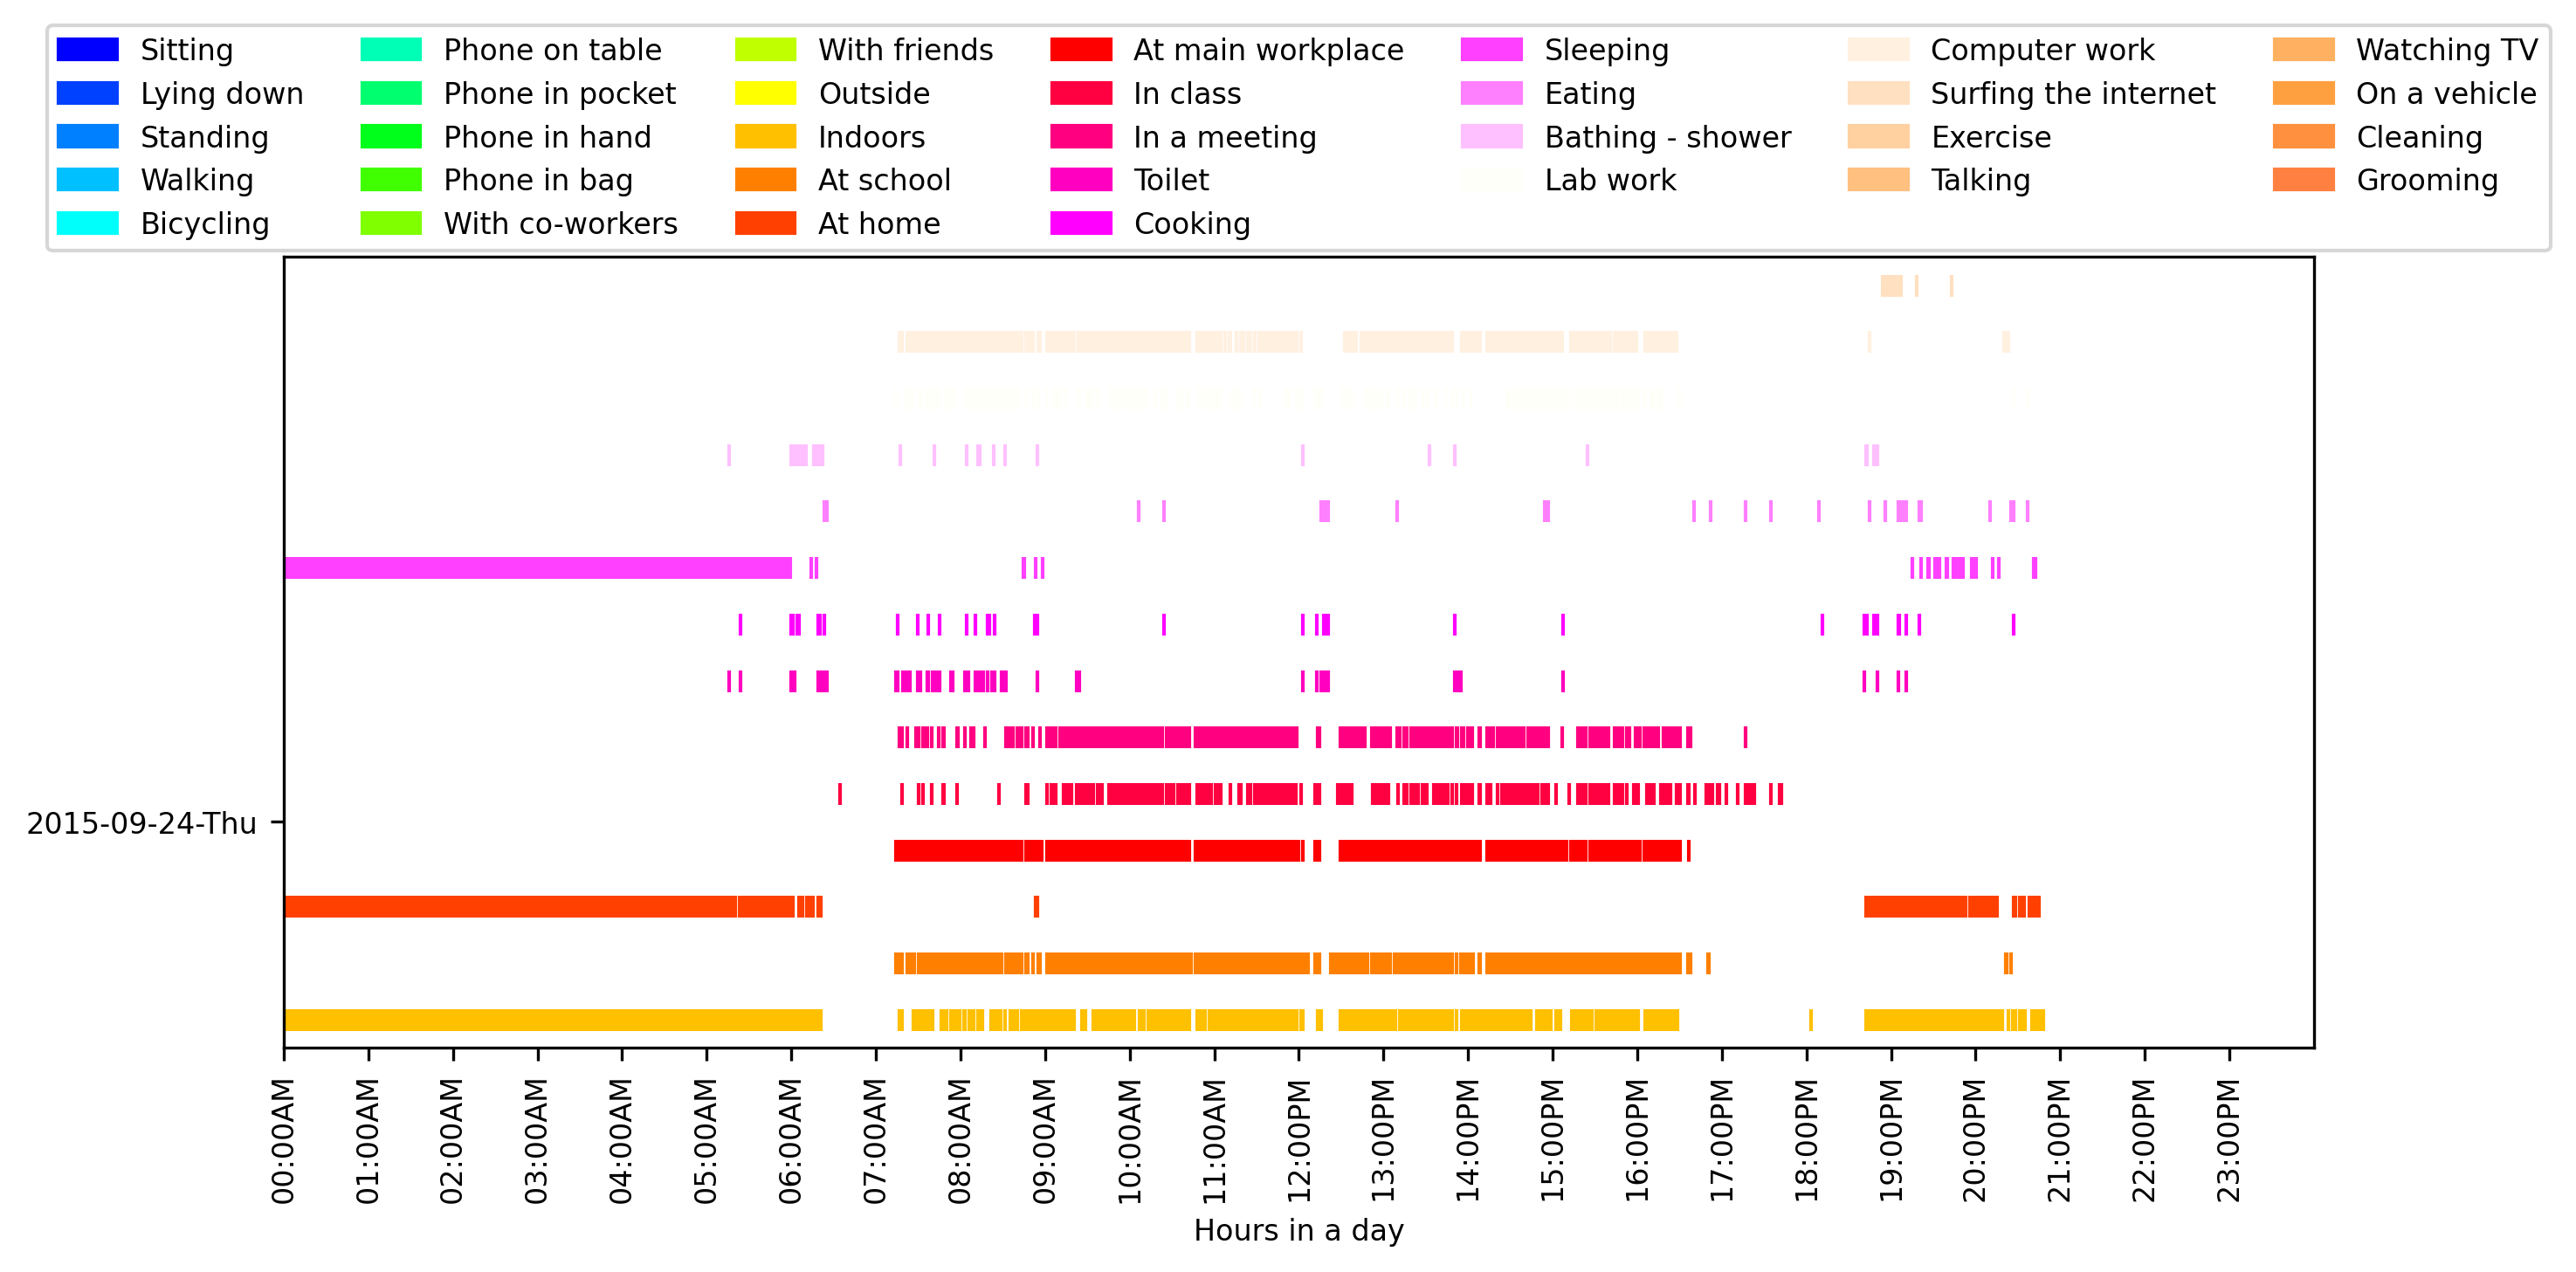 Sitting
Lying down
Standing
Walking
Bicycling
Phone on table
Phone in pocket
Phone in hand
Phone in bag
With co-workers
With friends
Outside
Indoors
At school
At home
At main workplace
In class
In a meeting
Toilet
Cooking
Sleeping
Eating
Bathing - shower
Lab work
Computer work
Surfing the internet
Exercise
Talking
Watching TV
On a vehicle
Cleaning
Grooming
2015-09-24-Thu
00:00AM
01:00AM
02:00AM
03:00AM
04:00AM
05:00AM
06:00AM
07:00AM
08:00AM
09:00AM
10:00AM
11:00AM
12:00PM
13:00PM
14:00PM
15:00PM
16:00PM
17:00PM
18:00PM
19:00PM
20:00PM
21:00PM
22:00PM
23:00PM
Hours in a day